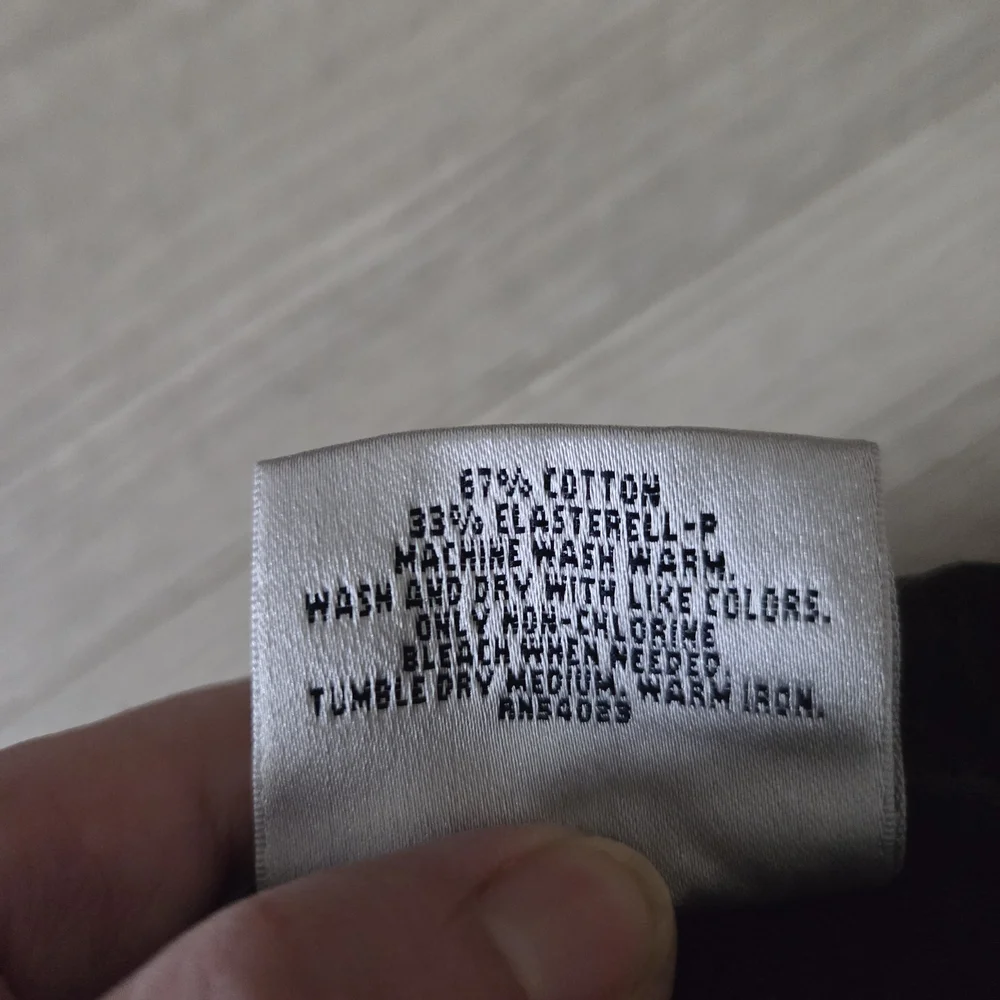 67% COTTON
33% ELASTERELL-P
MACHINE WASH WARM.
WASH AND DRY WITH LIKE COLORS.
ONLY NON-CHLORINE
BLEACH WHEN NEEDED.
TUMBLE DRY MEDIUM. WARM IRON.
RN54023